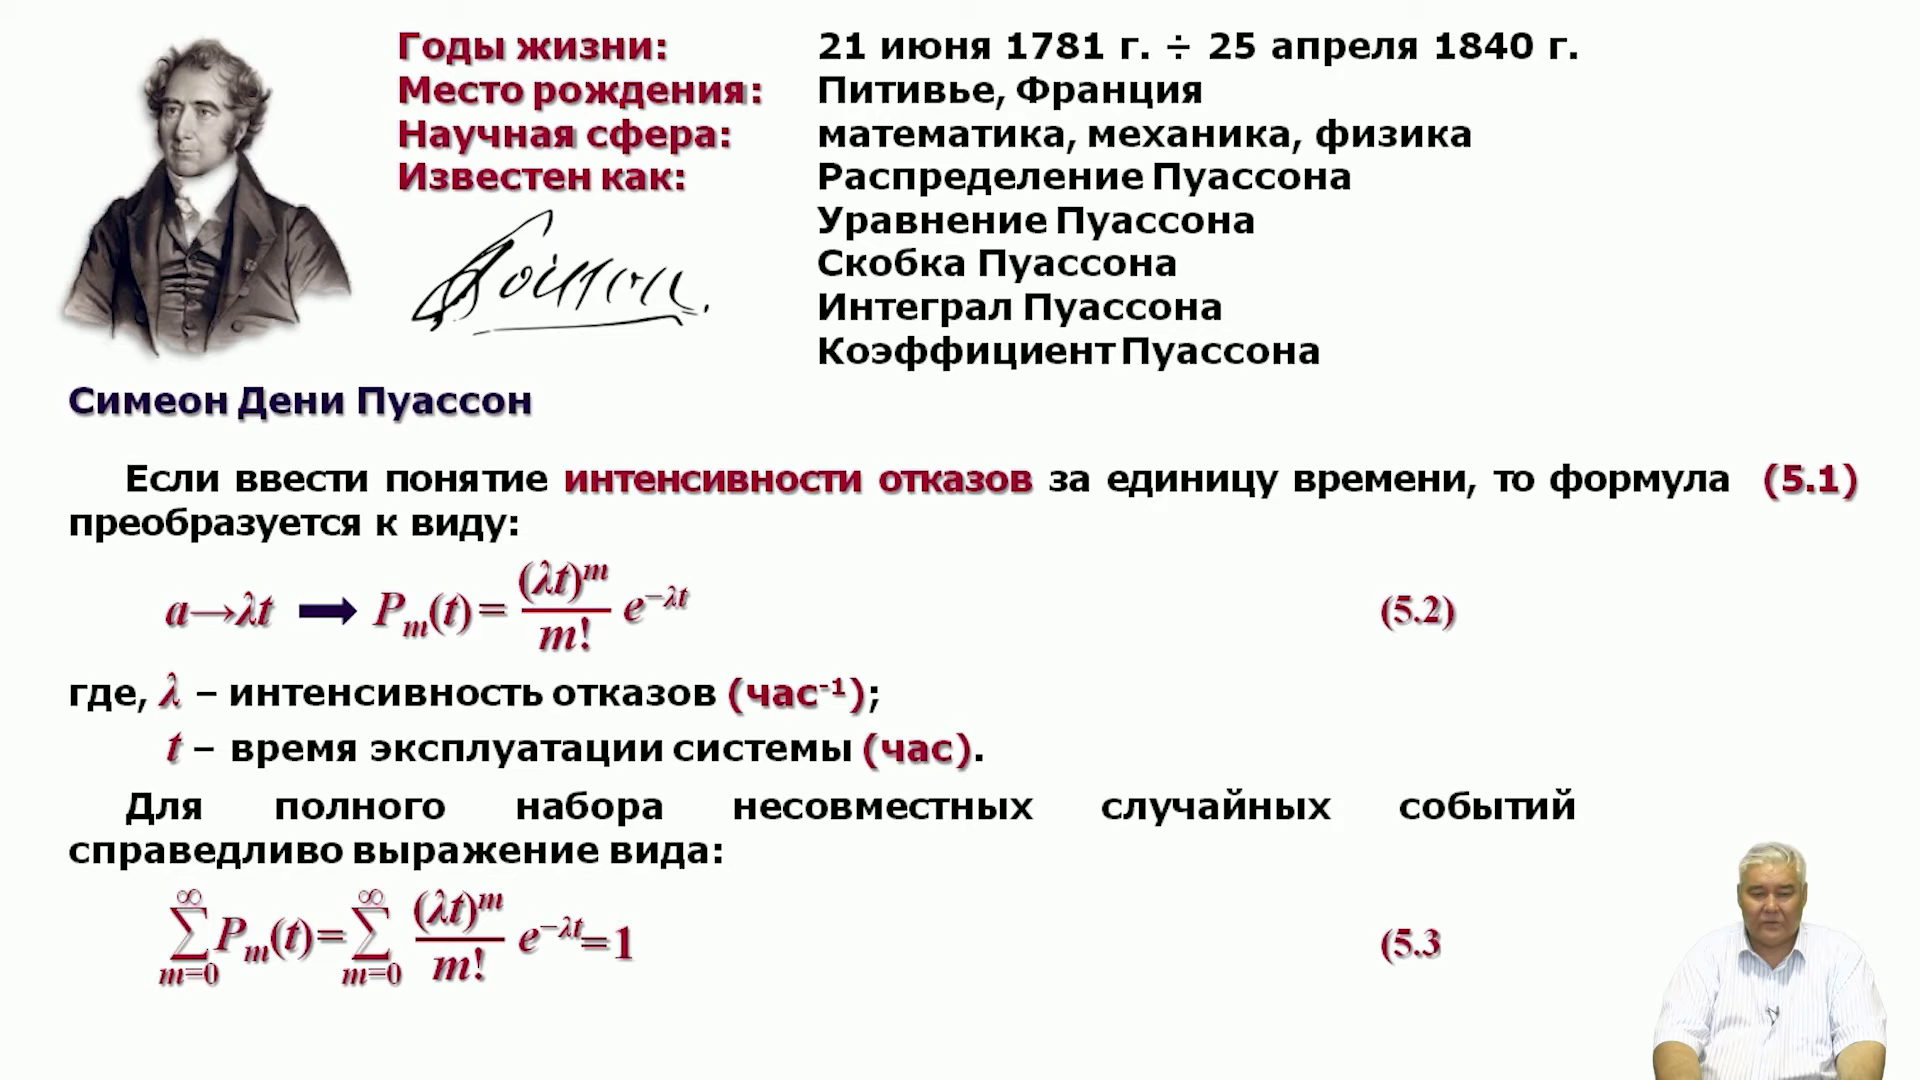 Годы жизни: 21 июня 1781 г. ÷ 25 апреля 1840 г.
Место рождения: Питивье, Франция
Научная сфера: математика, механика, физика
Известен как: Распределение Пуассона
Уравнение Пуассона
Скобка Пуассона
Интеграл Пуассона
Коэффициент Пуассона
Симеон Дени Пуассон
Если ввести понятие интенсивности отказов за единицу времени, то формула (5.1)
преобразуется к виду:
a→λt ➡ Pₘ(t) = (λt)ᵐ/m! e^(−λt) (5.2)
где, λ – интенсивность отказов (час⁻¹);
t – время эксплуатации системы (час).
Для полного набора несовместных случайных событий
справедливо выражение вида:
∞∑m=0 Pₘ(t) = ∞∑m=0 (λt)ᵐ/m! e^(−λt) = 1 (5.3